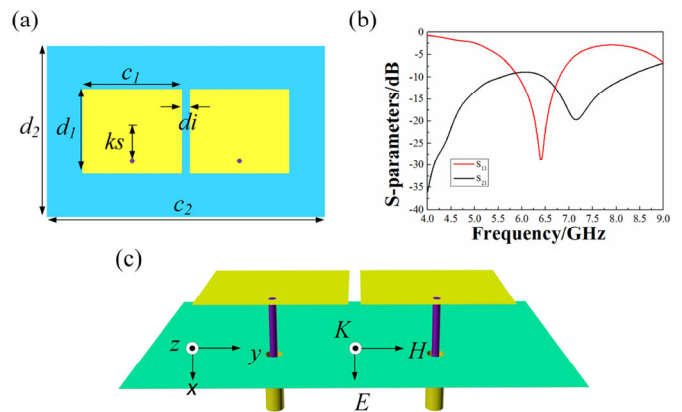 (a)
c1
d2
d1
di
ks
c2
(b)
S-parameters/dB
0
-5
-10
-15
-20
-25
-30
-35
-40
S11
S21
4.0 4.5 5.0 5.5 6.0 6.5 7.0 7.5 8.0 8.5 9.0
Frequency/GHz
(c)
z
y
x
K
H
E